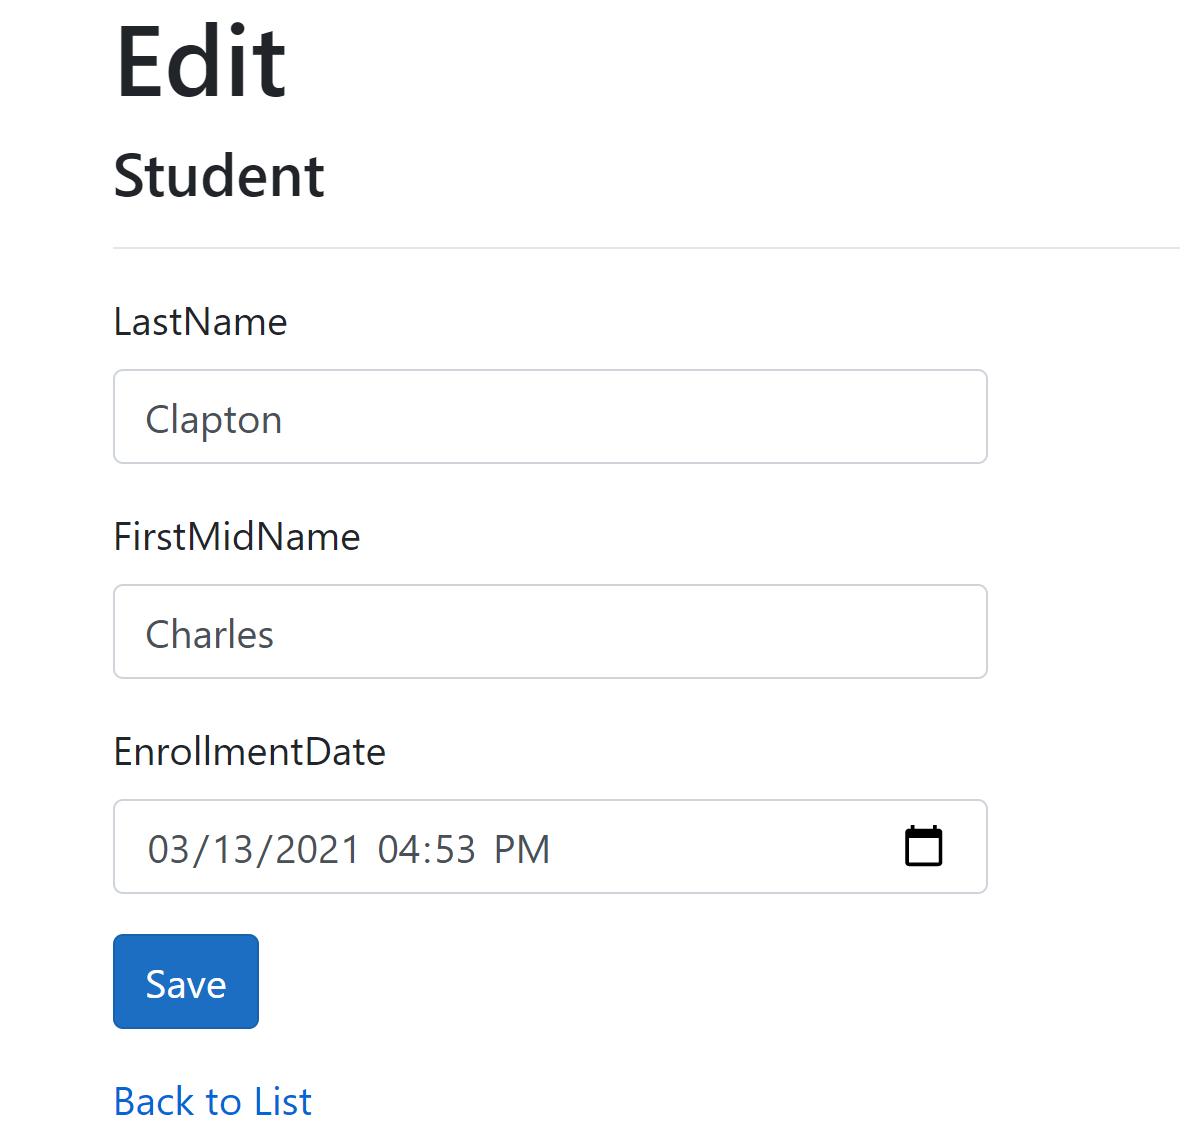 Edit
Student
LastName
Clapton
FirstMidName
Charles
EnrollmentDate
03/13/2021 04:53 PM
Save
Back to List